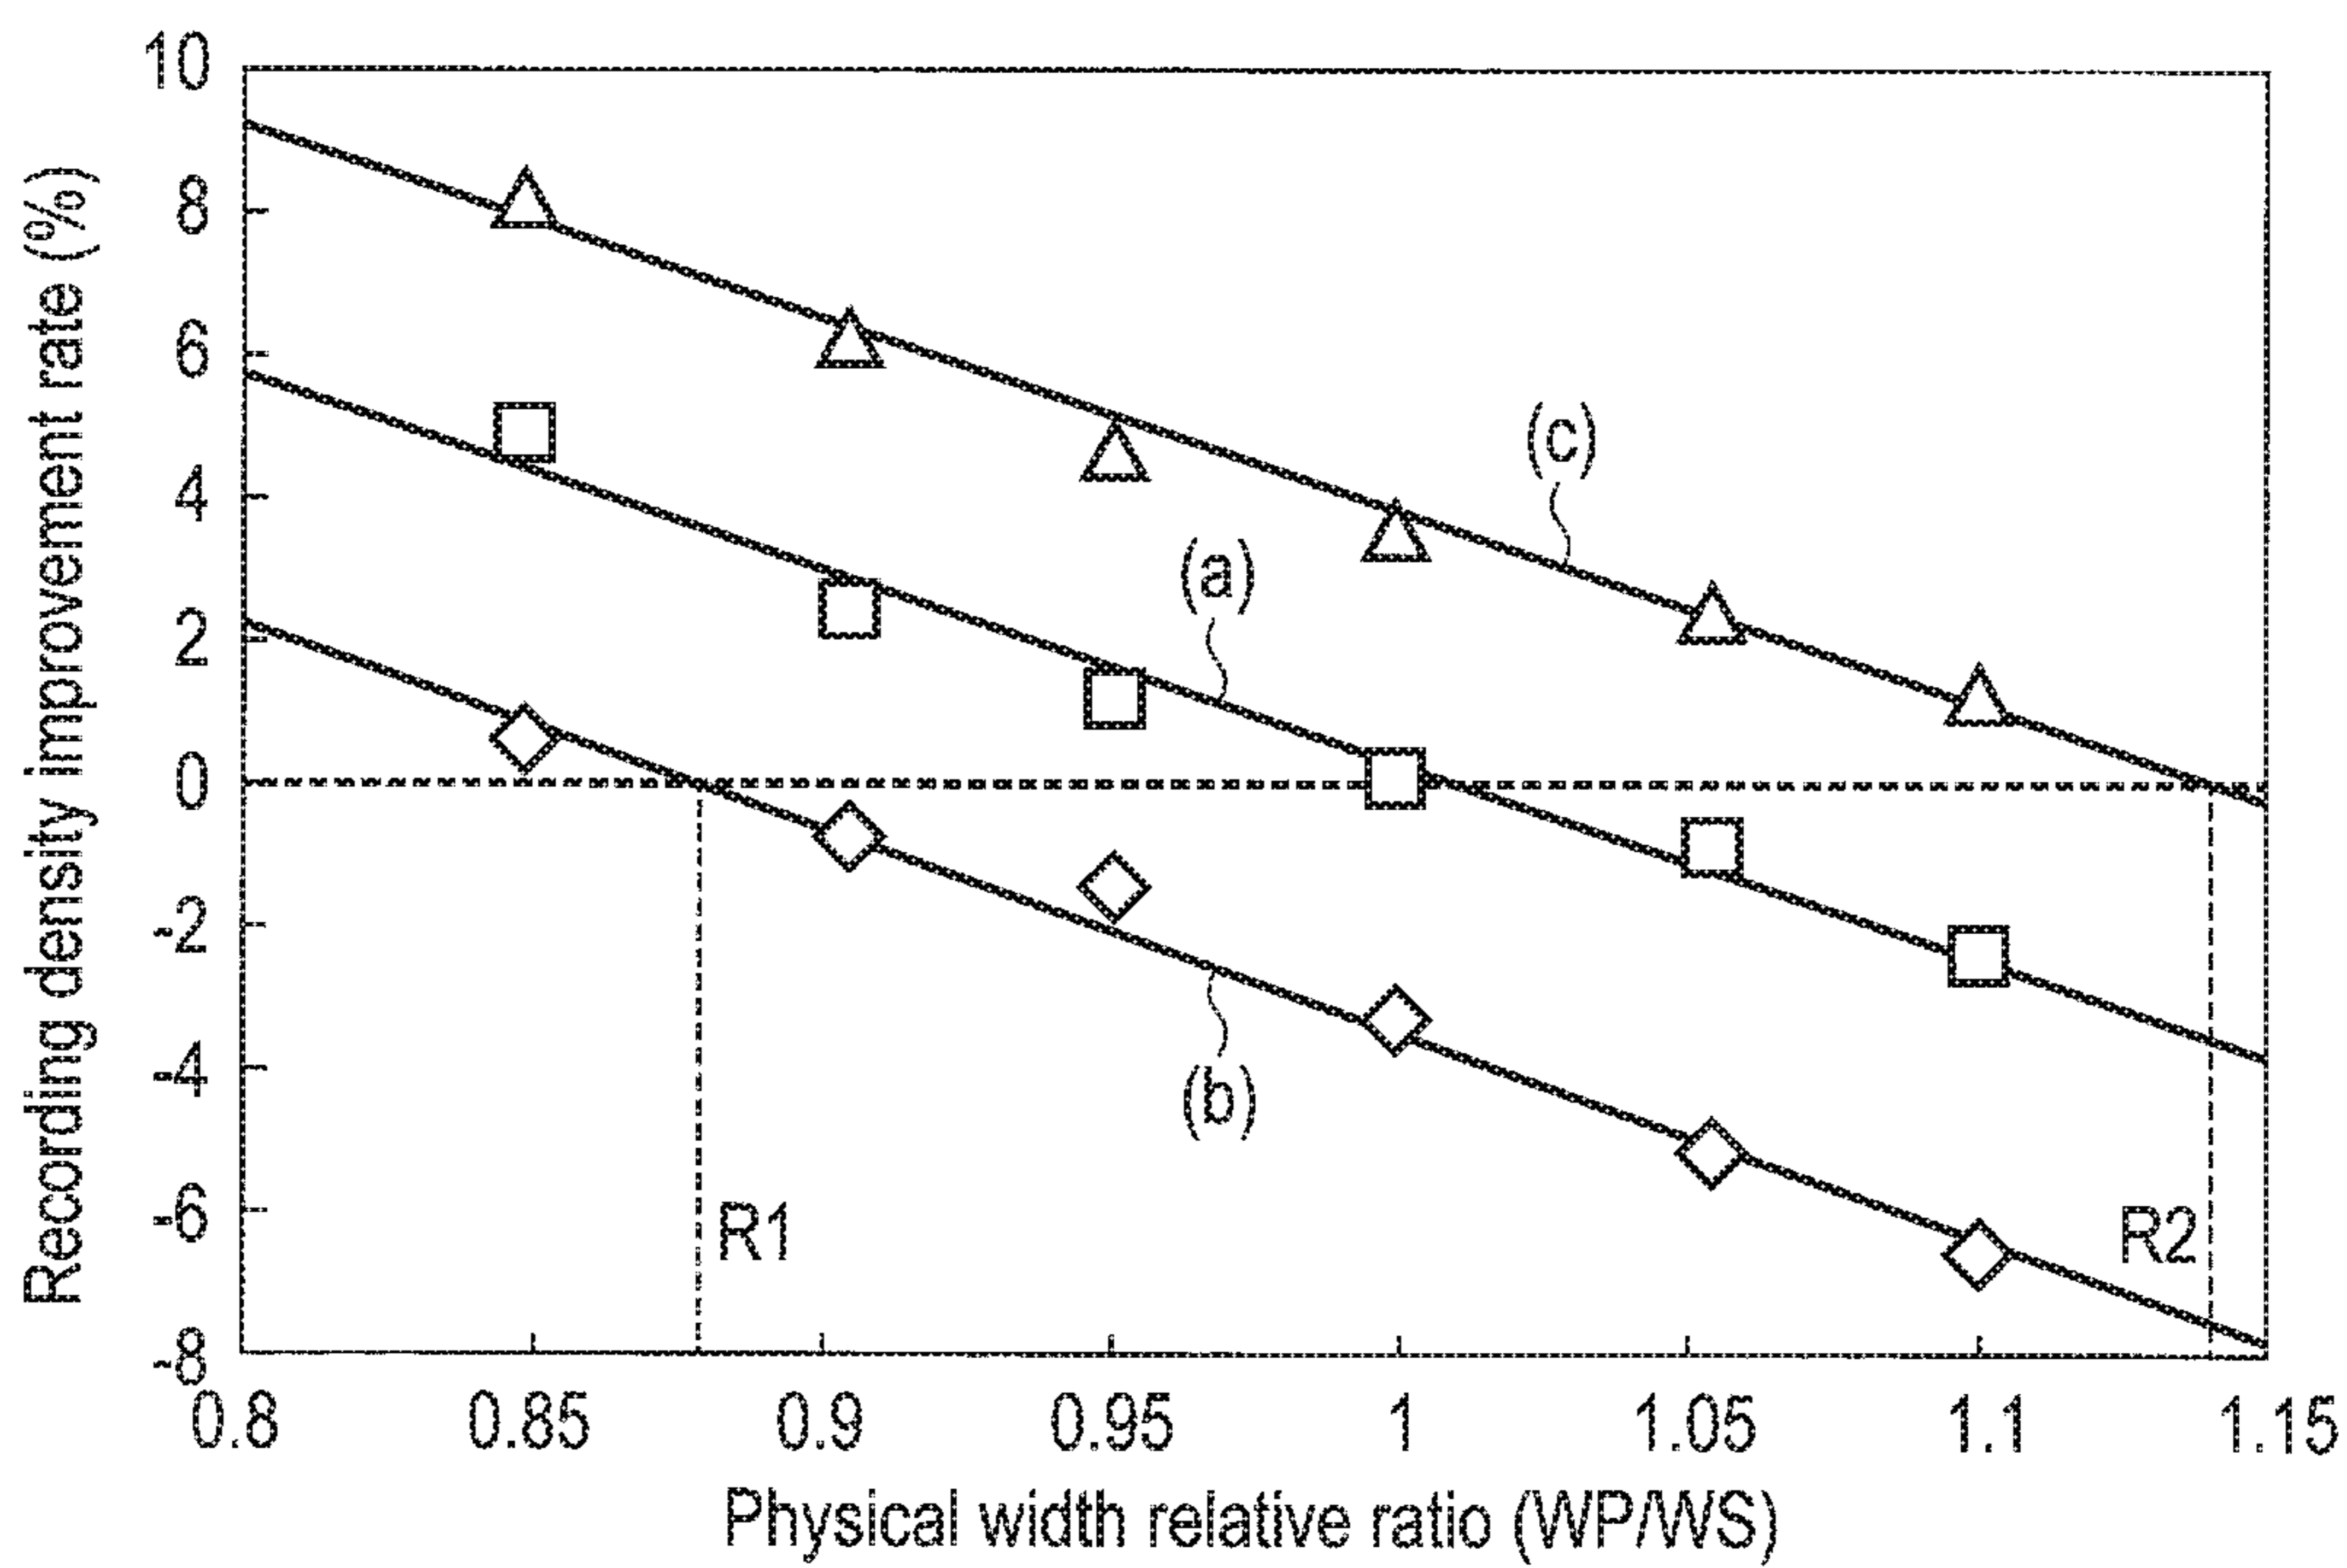 Recording density improvement rate (%)
10
8
6
4
2
0
-2
-4
-6
-8
(c)
(a)
(b)
R1
R2
0.8 0.85 0.9 0.95 1 1.05 1.1 1.15
Physical width relative ratio (WP/WS)